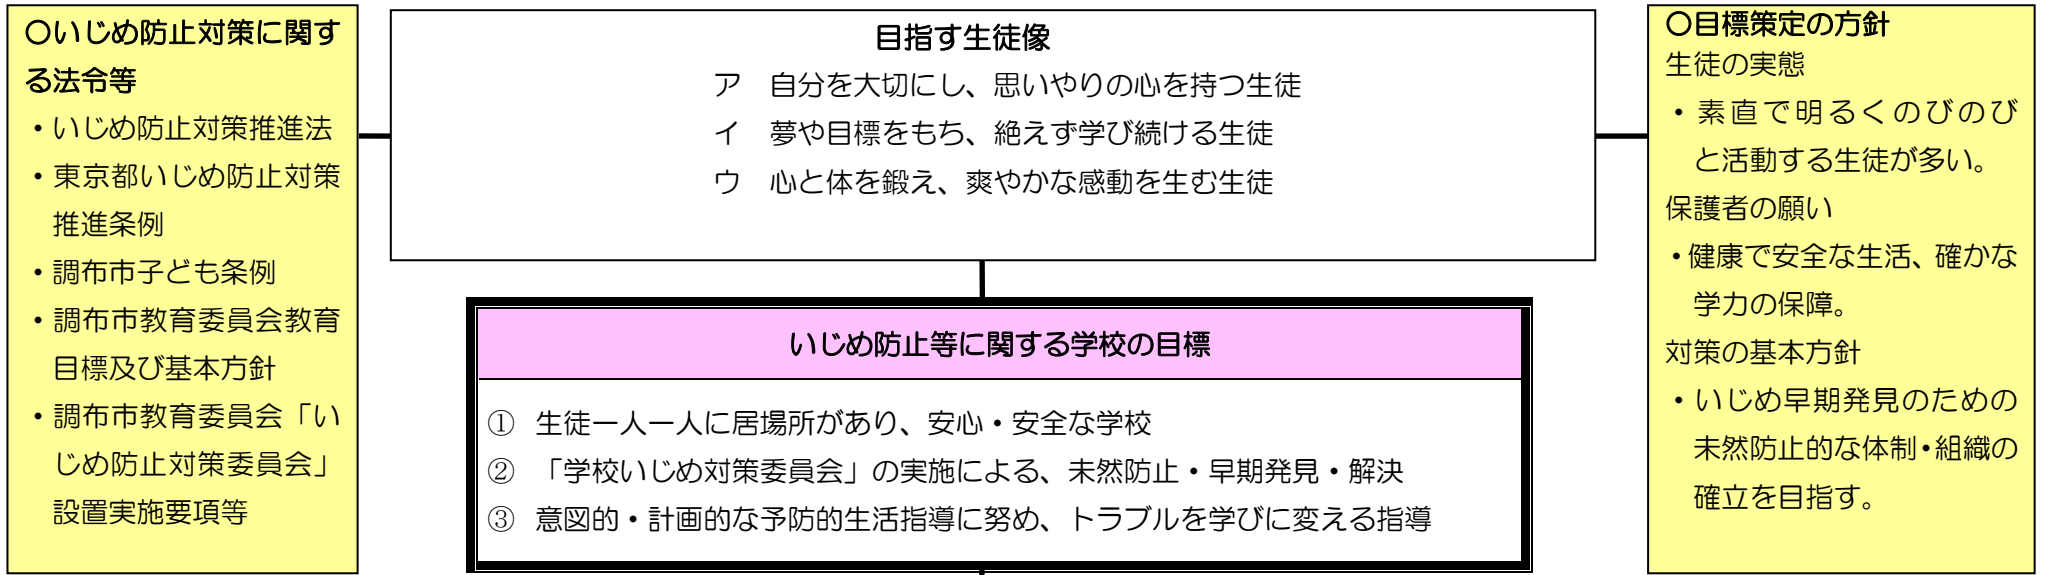 〇いじめ防止対策に関す
る法令等
・いじめ防止対策推進法
・東京都いじめ防止対策
推進条例
・調布市子ども条例
・調布市教育委員会教育
目標及び基本方針
・調布市教育委員会「い
じめ防止対策委員会」
設置実施要項等
目指す生徒像
ア　自分を大切にし、思いやりの心を持つ生徒
イ　夢や目標をもち、絶えず学び続ける生徒
ウ　心と体を鍛え、爽やかな感動を生む生徒
いじめ防止等に関する学校の目標
①　生徒一人一人に居場所があり、安心・安全な学校
②　「学校いじめ対策委員会」の実施による、未然防止・早期発見・解決
③　意図的・計画的な予防的生活指導に努め、トラブルを学びに変える指導
〇目標策定の方針
生徒の実態
・素直で明るくのびのび
と活動する生徒が多い。
保護者の願い
・健康で安全な生活、確かな
学力の保障。
対策の基本方針
・いじめ早期発見のための
未然防止的な体制・組織の
確立を目指す。